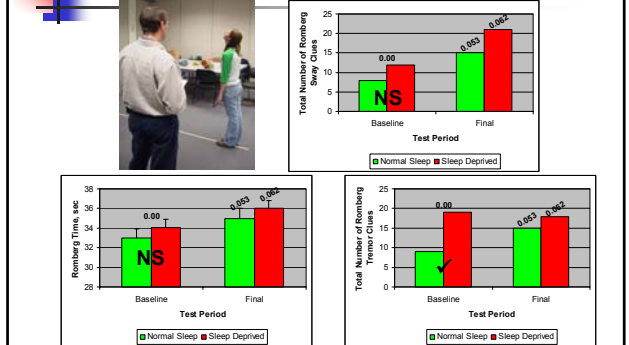 Total Number of Romberg
Sway Clues
25
20
15
10
5
0
0.00
0.053
0.062
NS
Baseline
Final
Test Period
Normal Sleep
Sleep Deprived
Romberg Time, sec
38
36
34
32
30
28
0.00
0.053
0.062
NS
Baseline
Final
Test Period
Normal Sleep
Sleep Deprived
Total Number of Romberg
Tremor Clues
25
20
15
10
5
0
0.00
0.053
0.062
✓
Baseline
Final
Test Period
Normal Sleep
Sleep Deprived